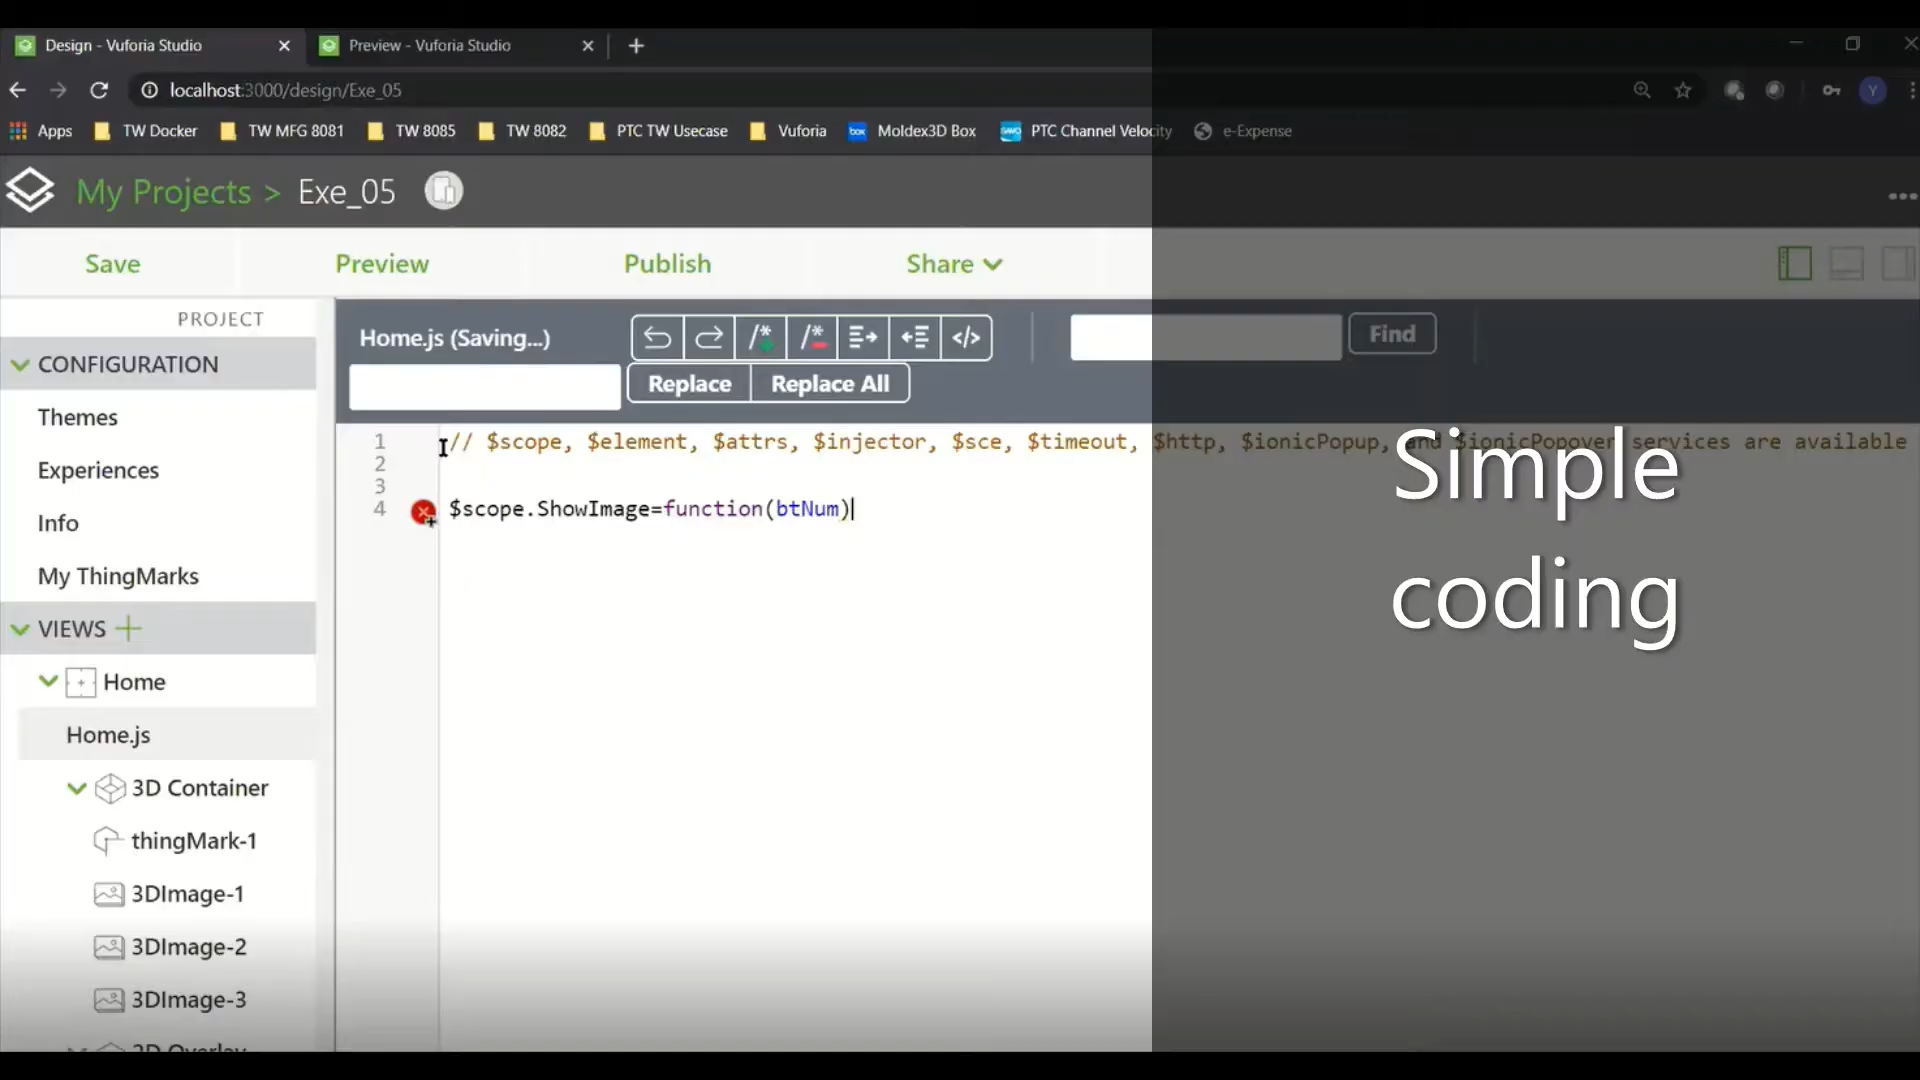 Design - Vuforia Studio
Preview - Vuforia Studio
localhost:3000/design/Exe_05
Y
Apps
TW Docker
TW MFG 8081
TW 8085
TW 8082
PTC TW Usecase
Vuforia
box
Moldex3D Box
PTC Channel Velocity
e-Expense
My Projects > Exe_05
Save
Preview
Publish
Share
PROJECT
CONFIGURATION
Themes
Experiences
Info
My ThingMarks
VIEWS
Home
Home.js
3D Container
thingMark-1
3DImage-1
3DImage-2
3DImage-3
2D Overlay
Home.js (Saving...)
Find
Replace
Replace All
1 // $scope, $element, $attrs, $injector, $sce, $timeout, $http, $ionicPopup, and $ionicPopover services are available
2
3
4 $scope.ShowImage=function(btNum)
Simple
coding